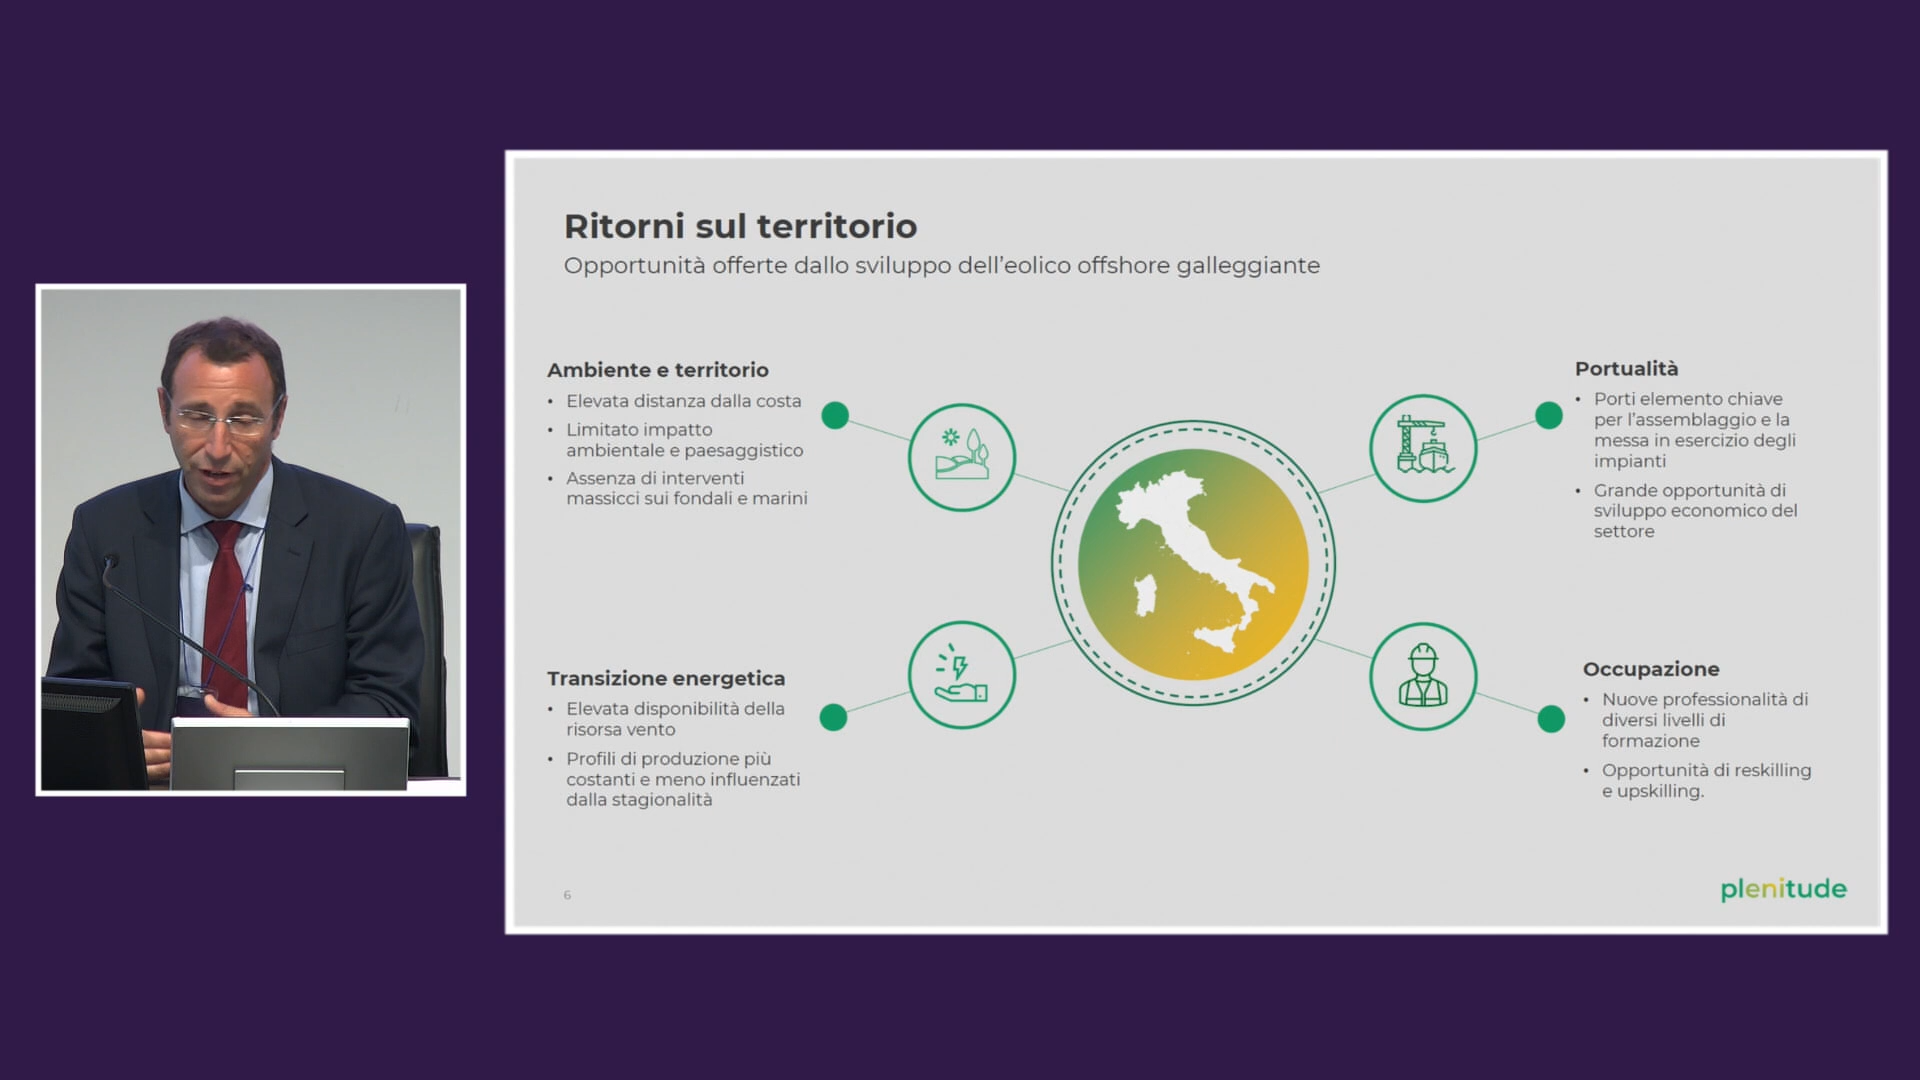 Ritorni sul territorio
Opportunità offerte dallo sviluppo dell'eolico offshore galleggiante
Ambiente e territorio
• Elevata distanza dalla costa
• Limitato impatto
ambientale e paesaggistico
• Assenza di interventi
massicci sui fondali e marini
Transizione energetica
• Elevata disponibilità della
risorsa vento
• Profili di produzione più
costanti e meno influenzati
dalla stagionalità
Portualità
• Porti elemento chiave
per l'assemblaggio e la
messa in esercizio degli
impianti
• Grande opportunità di
sviluppo economico del
settore
Occupazione
• Nuove professionalità di
diversi livelli di
formazione
• Opportunità di reskilling
e upskilling.
6
plenitude